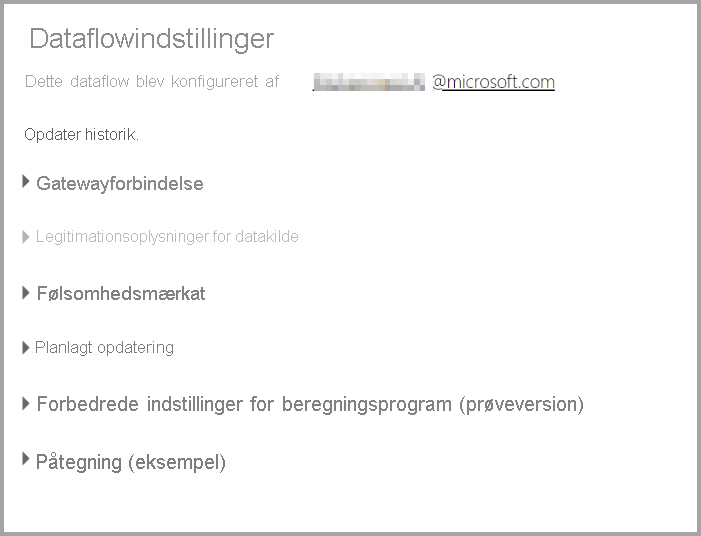 Dataflowindstillinger
Dette dataflow blev konfigureret af @microsoft.com
Opdater historik.
Gatewayforbindelse
Legitimationsoplysninger for datakilde
Følsomhedsmærkat
Planlagt opdatering
Forbedrede indstillinger for beregningsprogram (prøveversion)
Påtegning (eksempel)